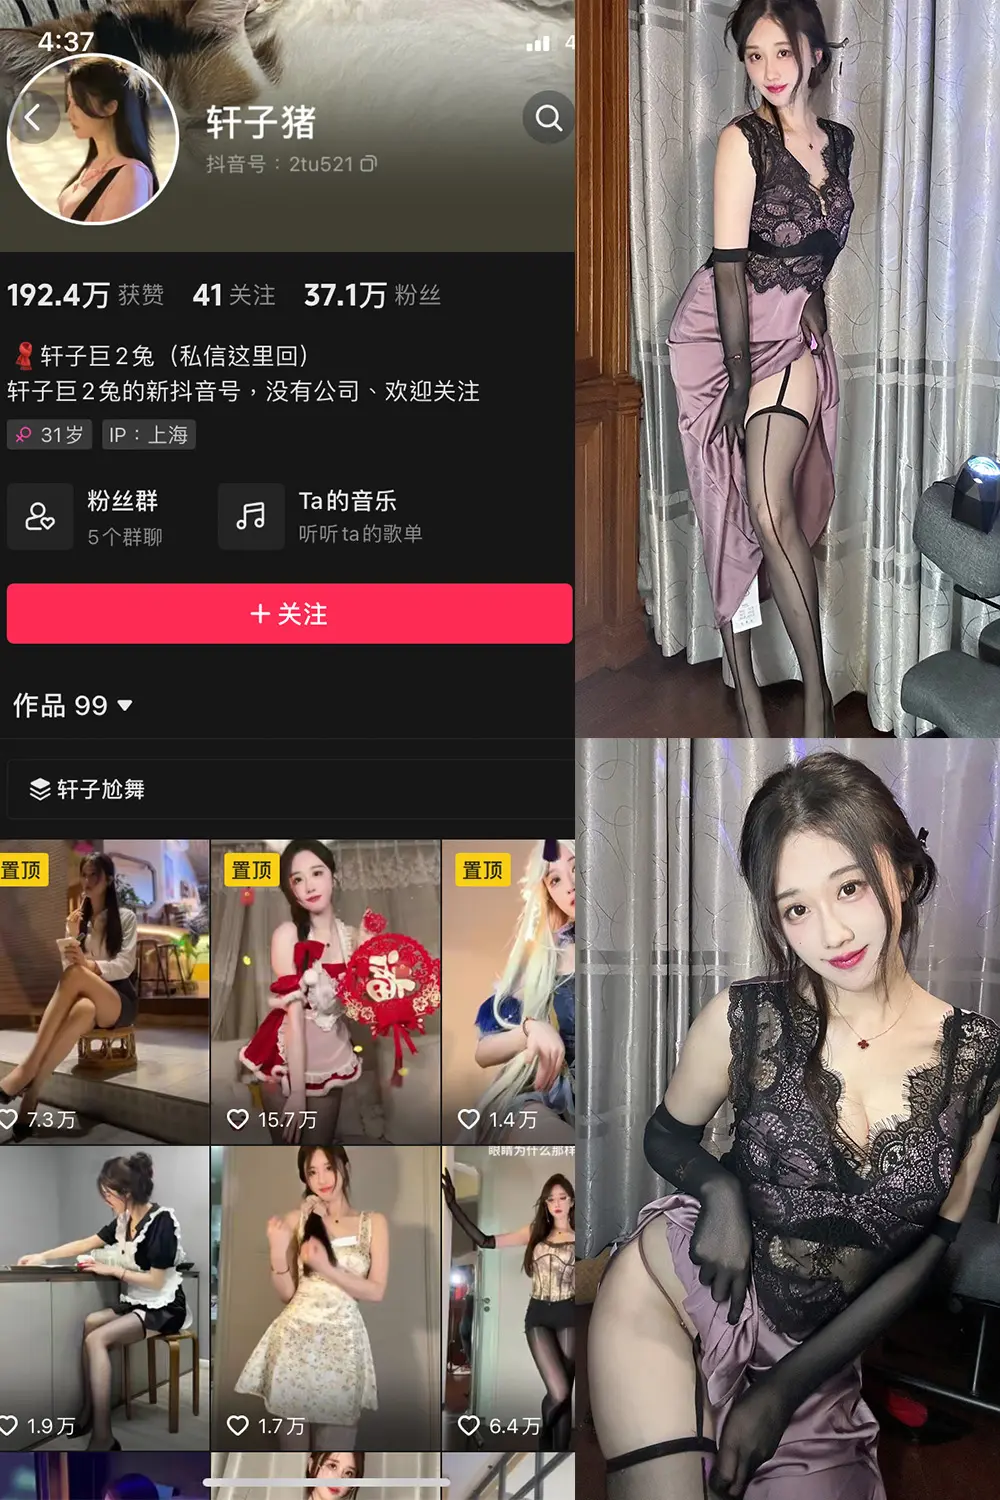 4:37
4
轩子猪
抖音号：2tu521
192.4万 获赞 41 关注 37.1万 粉丝
轩子巨2兔（私信这里回）
轩子巨2兔的新抖音号，没有公司、欢迎关注
31岁 IP：上海
粉丝群
5个群聊
Ta的音乐
听听ta的歌单
+ 关注
作品 99
轩子尬舞
置顶 置顶 置顶
7.3万 15.7万 1.4万
眼睛为什么那样
1.9万 1.7万 6.4万